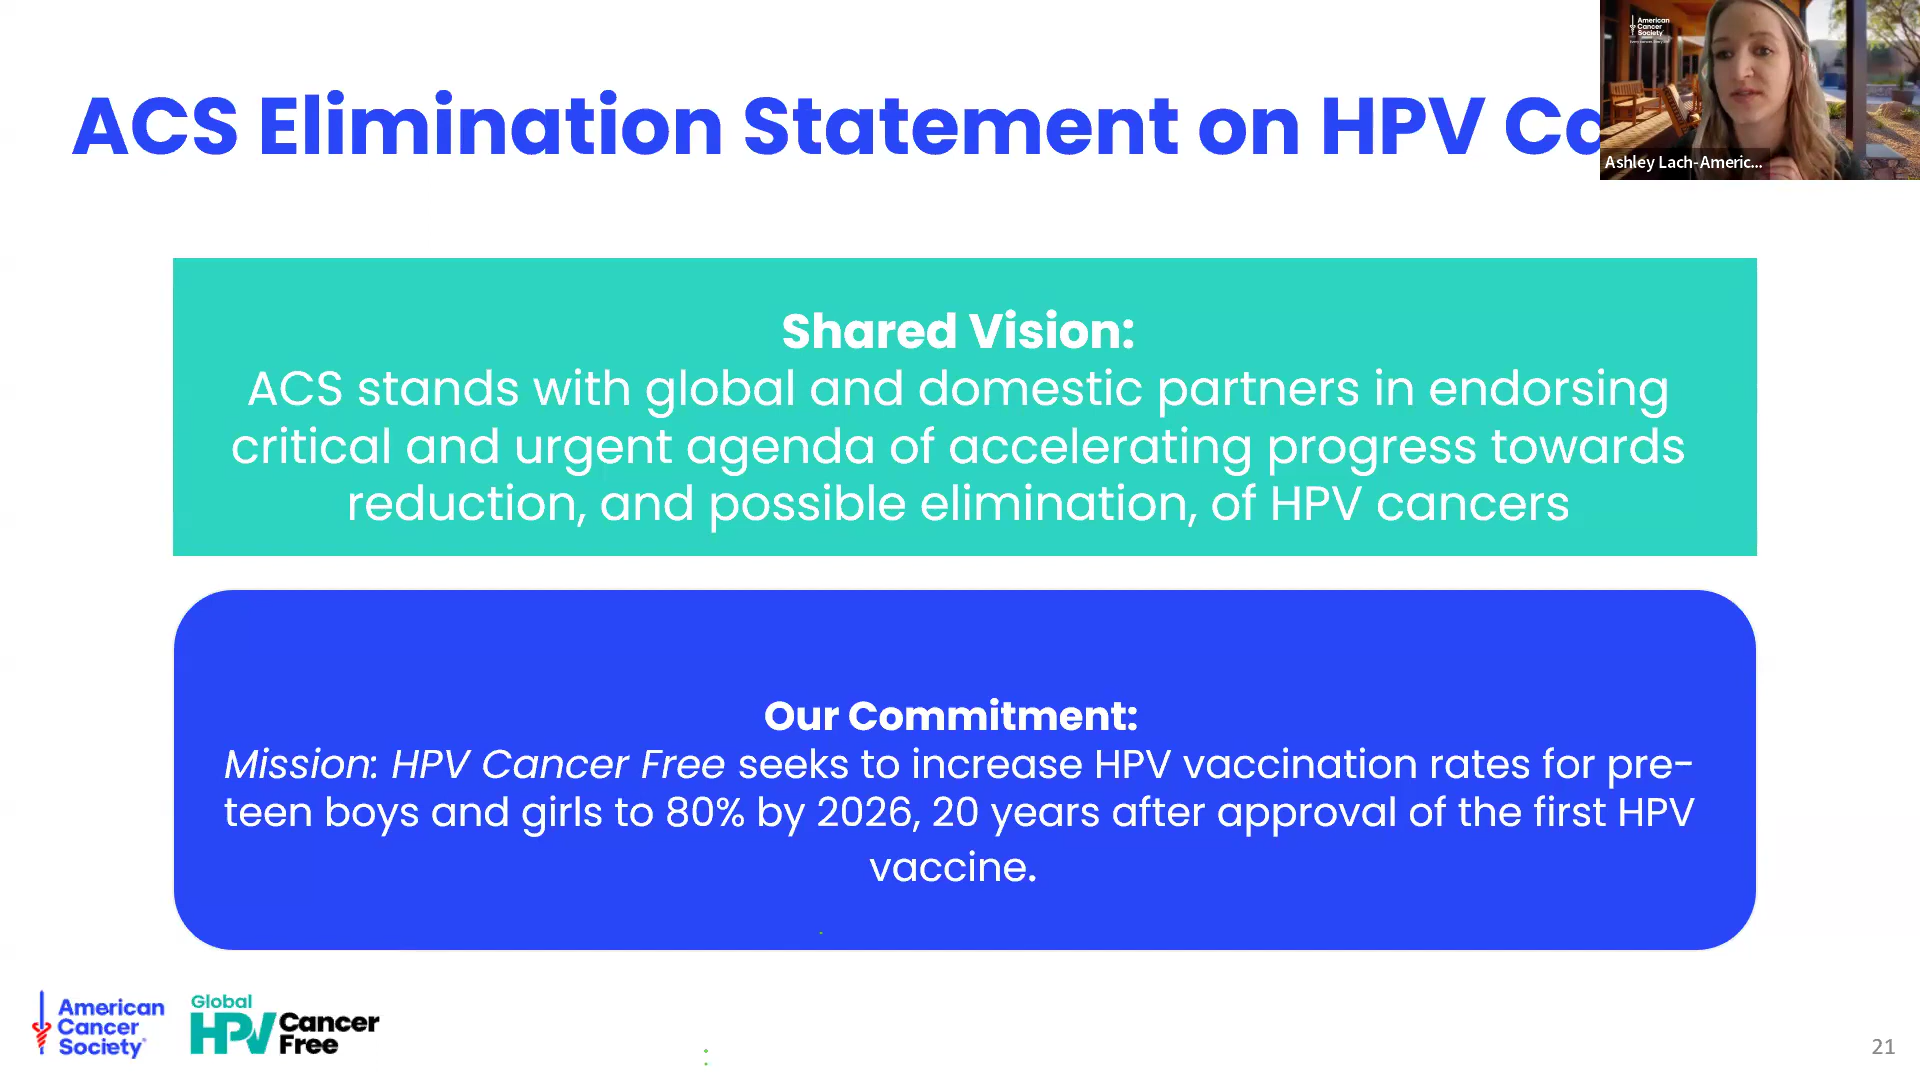 ACS Elimination Statement on HPV
American
Cancer
Society
Ashley Lach-Americ...
Shared Vision:
ACS stands with global and domestic partners in endorsing
critical and urgent agenda of accelerating progress towards
reduction, and possible elimination, of HPV cancers
Our Commitment:
Mission: HPV Cancer Free seeks to increase HPV vaccination rates for pre-
teen boys and girls to 80% by 2026, 20 years after approval of the first HPV
vaccine.
American
Cancer
Society
Global
HPV Cancer
Free
21